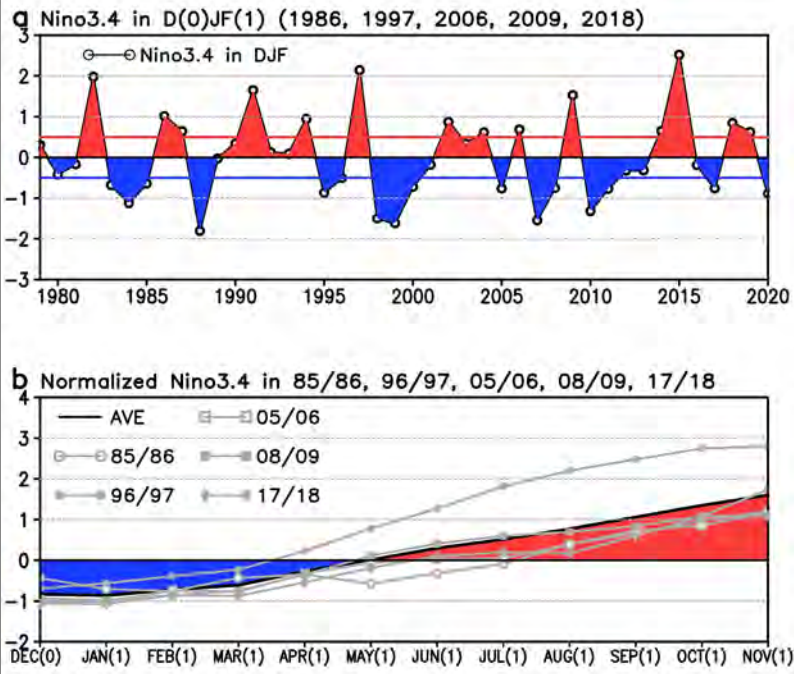 a Nino3.4 in D(0)JF(1) (1986, 1997, 2006, 2009, 2018)
3
Nino3.4 in DJF
2
1
0
-1
-2
-3
1980 1985 1990 1995 2000 2005 2010 2015 2020
b Normalized Nino3.4 in 85/86, 96/97, 05/06, 08/09, 17/18
4
AVE 05/06
3
85/86 08/09
2
96/97 17/18
1
0
-1
-2
DEC(0) JAN(1) FEB(1) MAR(1) APR(1) MAY(1) JUN(1) JUL(1) AUG(1) SEP(1) OCT(1) NOV(1)